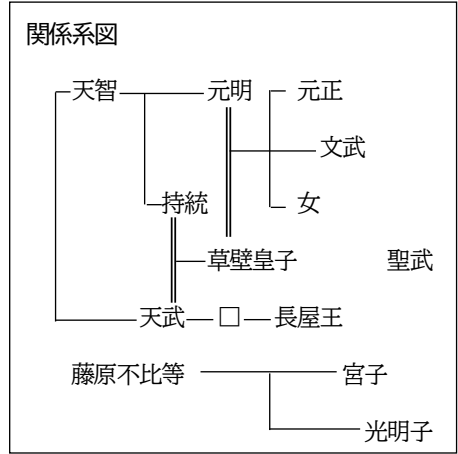 関係系図
天智 元明 元正
文武
持統 女
草壁皇子 聖武
天武 □ 長屋王
藤原不比等 宮子
光明子